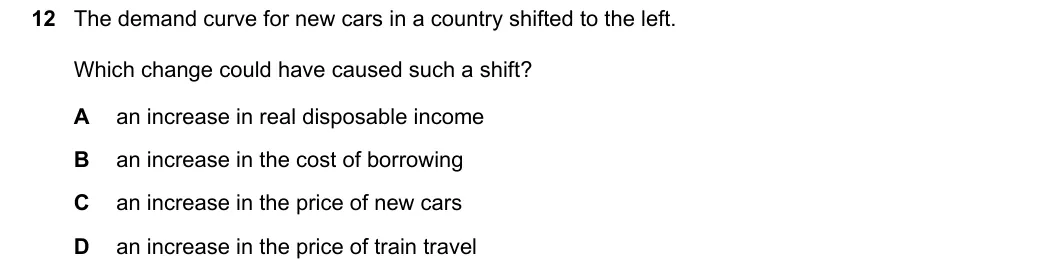 12 The demand curve for new cars in a country shifted to the left.
Which change could have caused such a shift?
A an increase in real disposable income
B an increase in the cost of borrowing
C an increase in the price of new cars
D an increase in the price of train travel